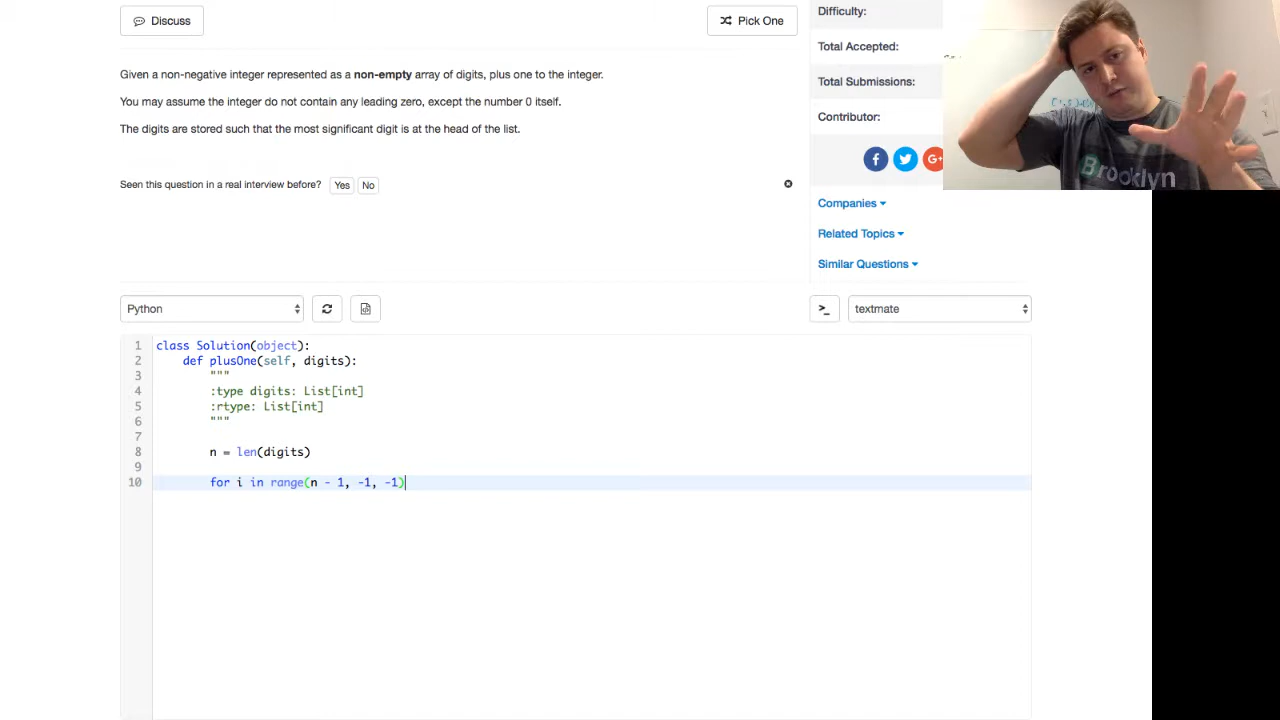 Discuss
Pick One
Difficulty:
Total Accepted:
Total Submissions:
Contributor:
Given a non-negative integer represented as a non-empty array of digits, plus one to the integer.
You may assume the integer do not contain any leading zero, except the number 0 itself.
The digits are stored such that the most significant digit is at the head of the list.
Seen this question in a real interview before? Yes No
f
G+
Brooklyn
Companies
Related Topics
Similar Questions
Python
>_
textmate
1 class Solution(object):
2 def plusOne(self, digits):
3 """
4 :type digits: List[int]
5 :rtype: List[int]
6 """
7
8 n = len(digits)
9
10 for i in range(n - 1, -1, -1)